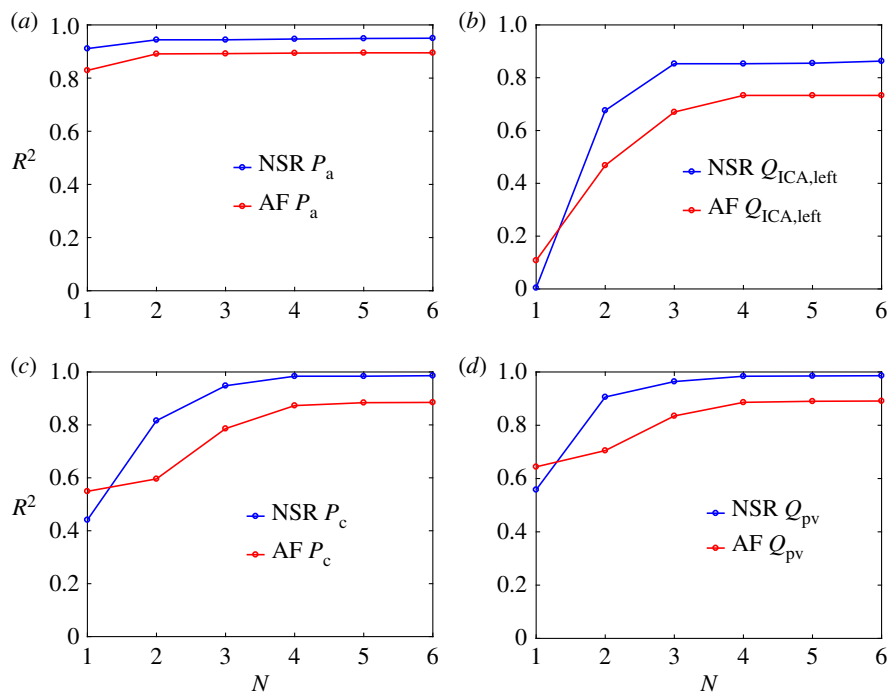 (a)
1.0
0.8
0.6
0.4
0.2
0
R²
NSR Pa
AF Pa
1 2 3 4 5 6
(b)
1.0
0.8
0.6
0.4
0.2
0
NSR QICA,left
AF QICA,left
1 2 3 4 5 6
(c)
1.0
0.8
0.6
0.4
0.2
0
R²
NSR Pc
AF Pc
1 2 3 4 5 6
N
(d)
1.0
0.8
0.6
0.4
0.2
0
NSR Qpv
AF Qpv
1 2 3 4 5 6
N